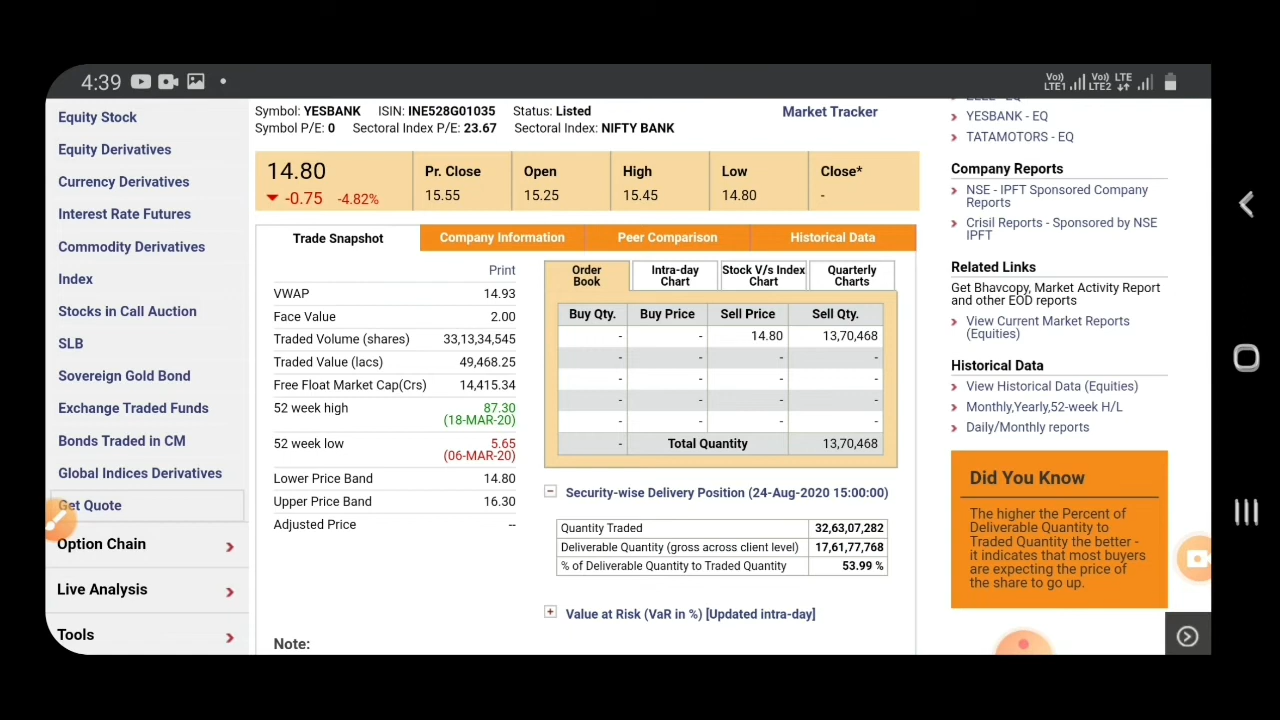 4:39
Vo)) LTE1 Vo)) LTE LTE2
Equity Stock
Equity Derivatives
Currency Derivatives
Interest Rate Futures
Commodity Derivatives
Index
Stocks in Call Auction
SLB
Sovereign Gold Bond
Exchange Traded Funds
Bonds Traded in CM
Global Indices Derivatives
Get Quote
Option Chain
Live Analysis
Tools
Symbol: YESBANK ISIN: INE528G01035 Status: Listed
Symbol P/E: 0 Sectoral Index P/E: 23.67 Sectoral Index: NIFTY BANK
Market Tracker
14.80 Pr. Close Open High Low Close*
-0.75 -4.82% 15.55 15.25 15.45 14.80 -
Trade Snapshot Company Information Peer Comparison Historical Data
Print
VWAP 14.93
Face Value 2.00
Traded Volume (shares) 33,13,34,545
Traded Value (lacs) 49,468.25
Free Float Market Cap(Crs) 14,415.34
52 week high 87.30
(18-MAR-20)
52 week low 5.65
(06-MAR-20)
Lower Price Band 14.80
Upper Price Band 16.30
Adjusted Price --
Order Intra-day Stock V/s Index Quarterly
Book Chart Chart Charts
Buy Qty. Buy Price Sell Price Sell Qty.
- - 14.80 13,70,468
- - - -
- - - -
- - - -
- - - -
- Total Quantity 13,70,468
Security-wise Delivery Position (24-Aug-2020 15:00:00)
Quantity Traded 32,63,07,282
Deliverable Quantity (gross across client level) 17,61,77,768
% of Deliverable Quantity to Traded Quantity 53.99 %
Value at Risk (VaR in %) [Updated intra-day]
Note:
YESBANK - EQ
TATAMOTORS - EQ
Company Reports
NSE - IPFT Sponsored Company
Reports
Crisil Reports - Sponsored by NSE
IPFT
Related Links
Get Bhavcopy, Market Activity Report
and other EOD reports
View Current Market Reports
(Equities)
Historical Data
View Historical Data (Equities)
Monthly,Yearly,52-week H/L
Daily/Monthly reports
Did You Know
The higher the Percent of
Deliverable Quantity to
Traded Quantity the better -
it indicates that most buyers
are expecting the price of
the share to go up.